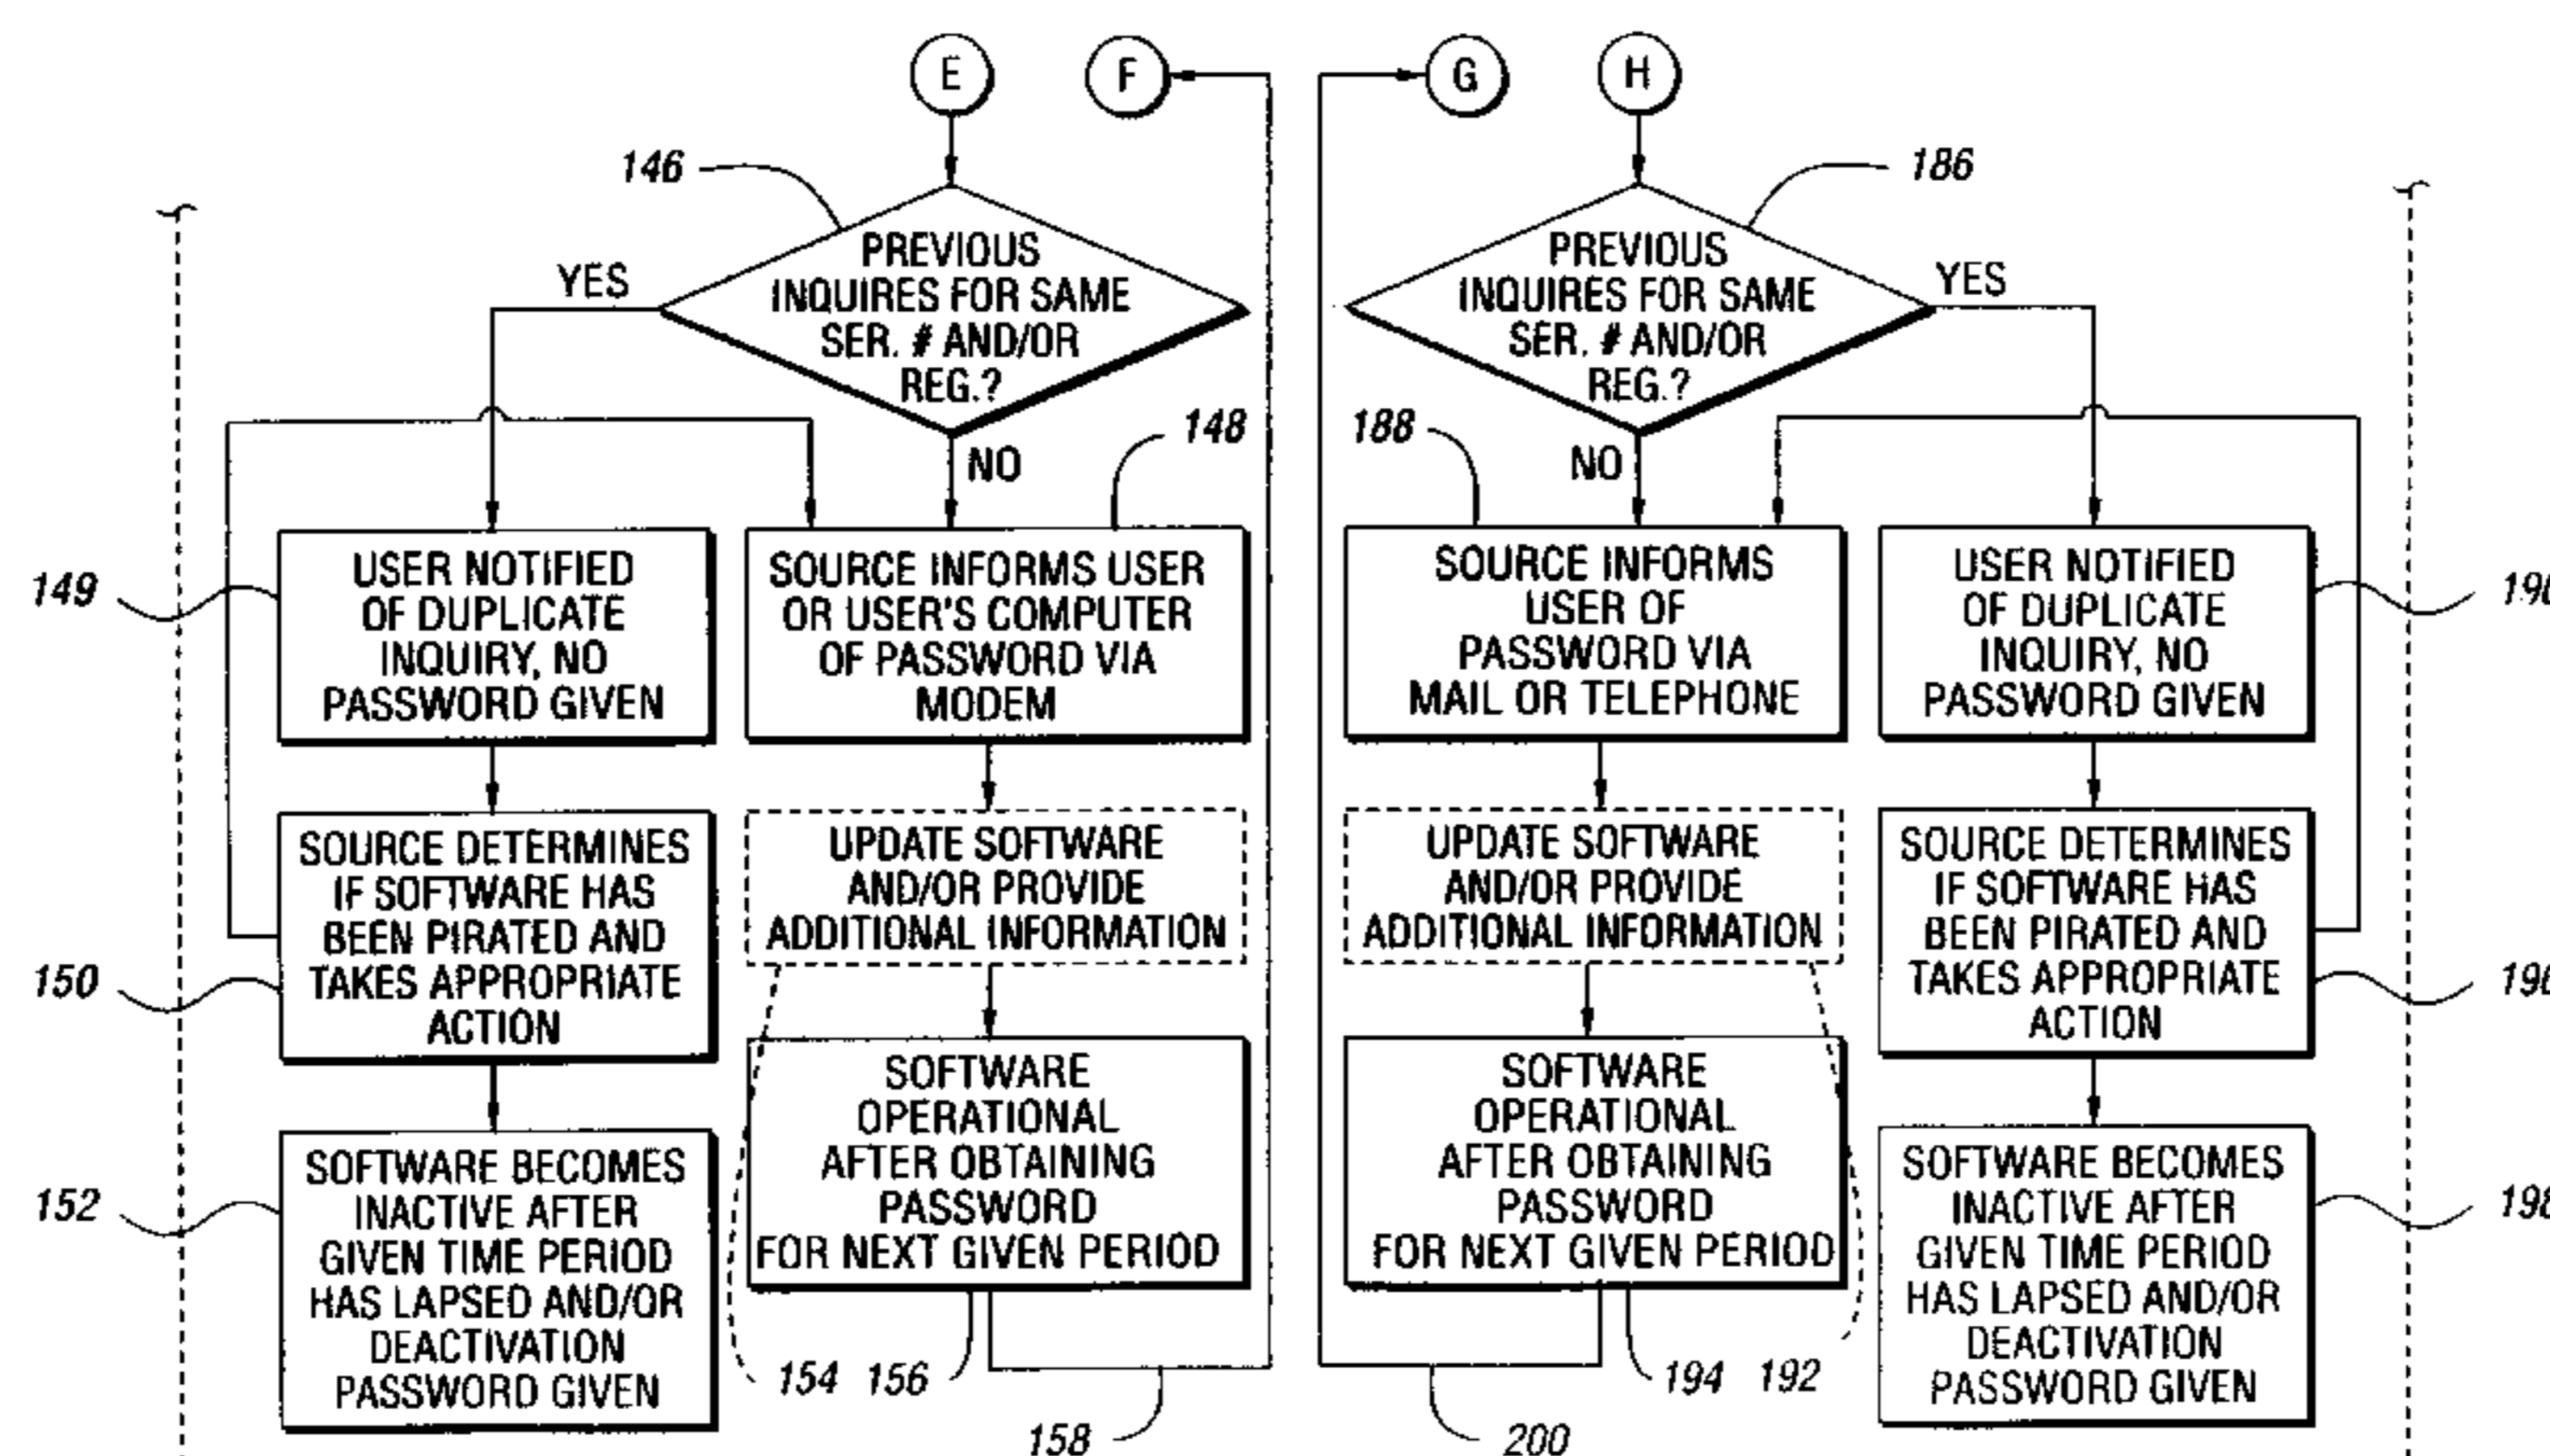 E
F
G
H
146
186
PREVIOUS
INQUIRES FOR SAME
SER. # AND/OR
REG.?
YES
NO
PREVIOUS
INQUIRES FOR SAME
SER. # AND/OR
REG.?
YES
NO
148
188
149
USER NOTIFIED
OF DUPLICATE
INQUIRY, NO
PASSWORD GIVEN
SOURCE INFORMS USER
OR USER'S COMPUTER
OF PASSWORD VIA
MODEM
SOURCE INFORMS
USER OF
PASSWORD VIA
MAIL OR TELEPHONE
USER NOTIFIED
OF DUPLICATE
INQUIRY, NO
PASSWORD GIVEN
150
SOURCE DETERMINES
IF SOFTWARE HAS
BEEN PIRATED AND
TAKES APPROPRIATE
ACTION
UPDATE SOFTWARE
AND/OR PROVIDE
ADDITIONAL INFORMATION
UPDATE SOFTWARE
AND/OR PROVIDE
ADDITIONAL INFORMATION
SOURCE DETERMINES
IF SOFTWARE HAS
BEEN PIRATED AND
TAKES APPROPRIATE
ACTION
152
SOFTWARE BECOMES
INACTIVE AFTER
GIVEN TIME PERIOD
HAS LAPSED AND/OR
DEACTIVATION
PASSWORD GIVEN
SOFTWARE
OPERATIONAL
AFTER OBTAINING
PASSWORD
FOR NEXT GIVEN PERIOD
SOFTWARE
OPERATIONAL
AFTER OBTAINING
PASSWORD
FOR NEXT GIVEN PERIOD
SOFTWARE BECOMES
INACTIVE AFTER
GIVEN TIME PERIOD
HAS LAPSED AND/OR
DEACTIVATION
PASSWORD GIVEN
198
154
156
194
192
158
200